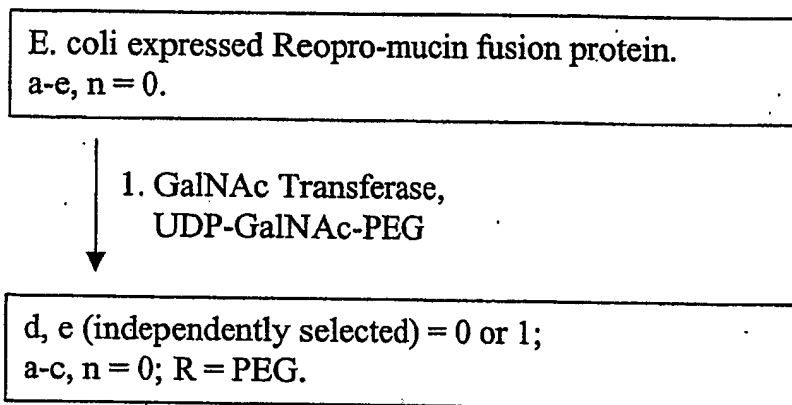 E. coli expressed Reopro-mucin fusion protein.
a-e, n = 0.
1. GalNAc Transferase,
UDP-GalNAc-PEG
d, e (independently selected) = 0 or 1;
a-c, n = 0; R = PEG.